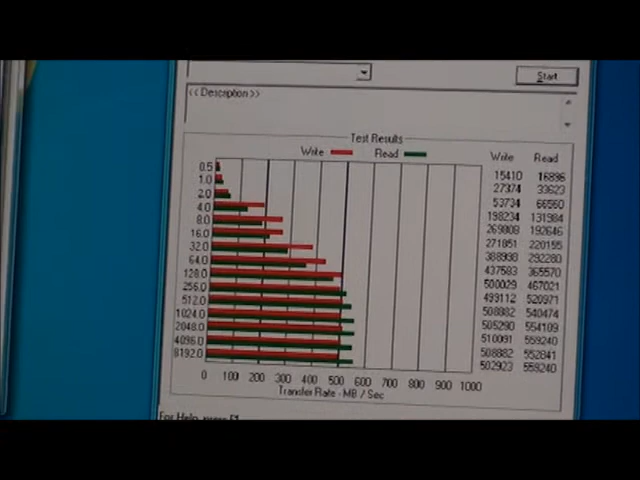 Start
<< Description >>
Test Results
Write Read Write Read
0.5 15410 16896
1.0 27374 33623
2.0 53734 66560
4.0 198234 131984
8.0 269808 192646
16.0 271851 220155
32.0 388998 292280
64.0 437583 365570
128.0 500029 467021
256.0 499112 520971
512.0 508882 540474
1024.0 505290 554109
2048.0 510091 559240
4096.0 508882 552841
8192.0 502923 559240
0 100 200 300 400 500 600 700 800 900 1000
Transfer Rate - MB / Sec
For Help, press F1